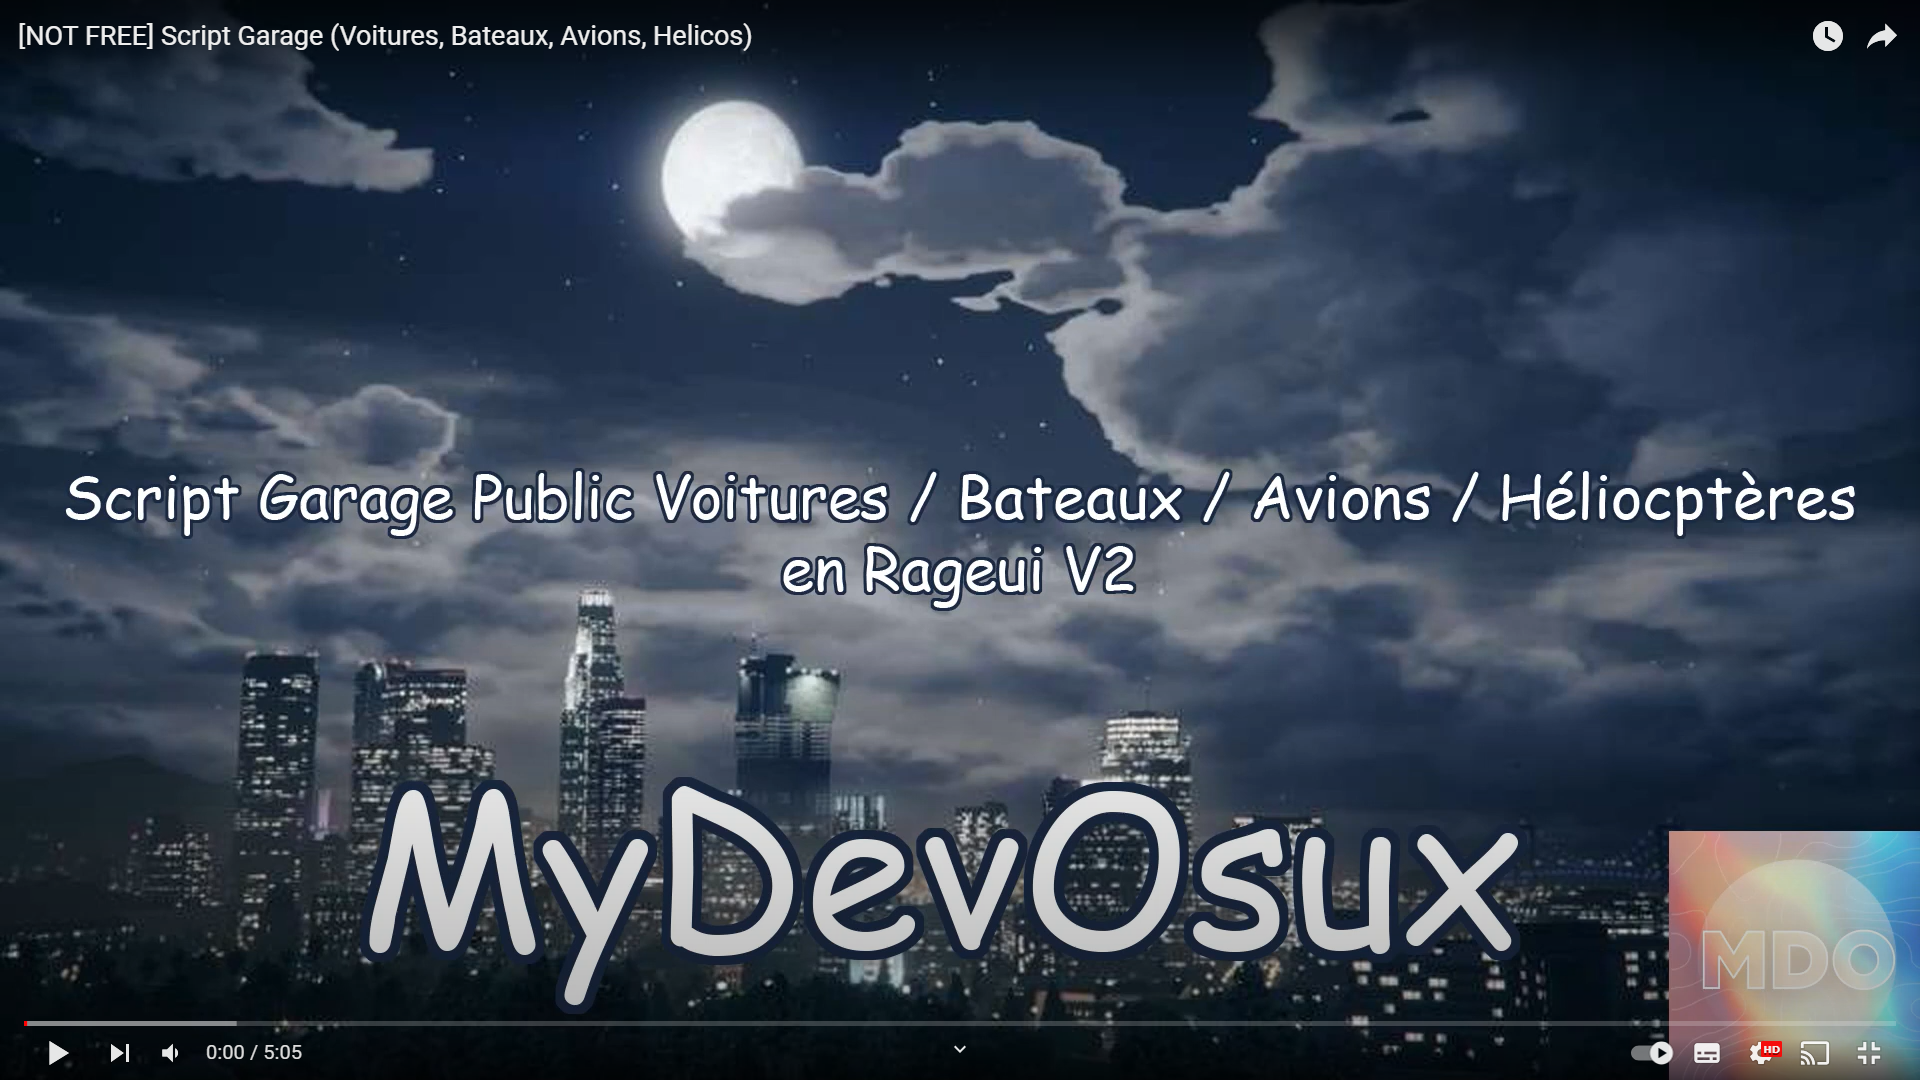 [NOT FREE] Script Garage (Voitures, Bateaux, Avions, Helicos)
Script Garage Public Voitures / Bateaux / Avions / Héliocptères
en Rageui V2
MyDevOsux
MDO
0:00 / 5:05
HD